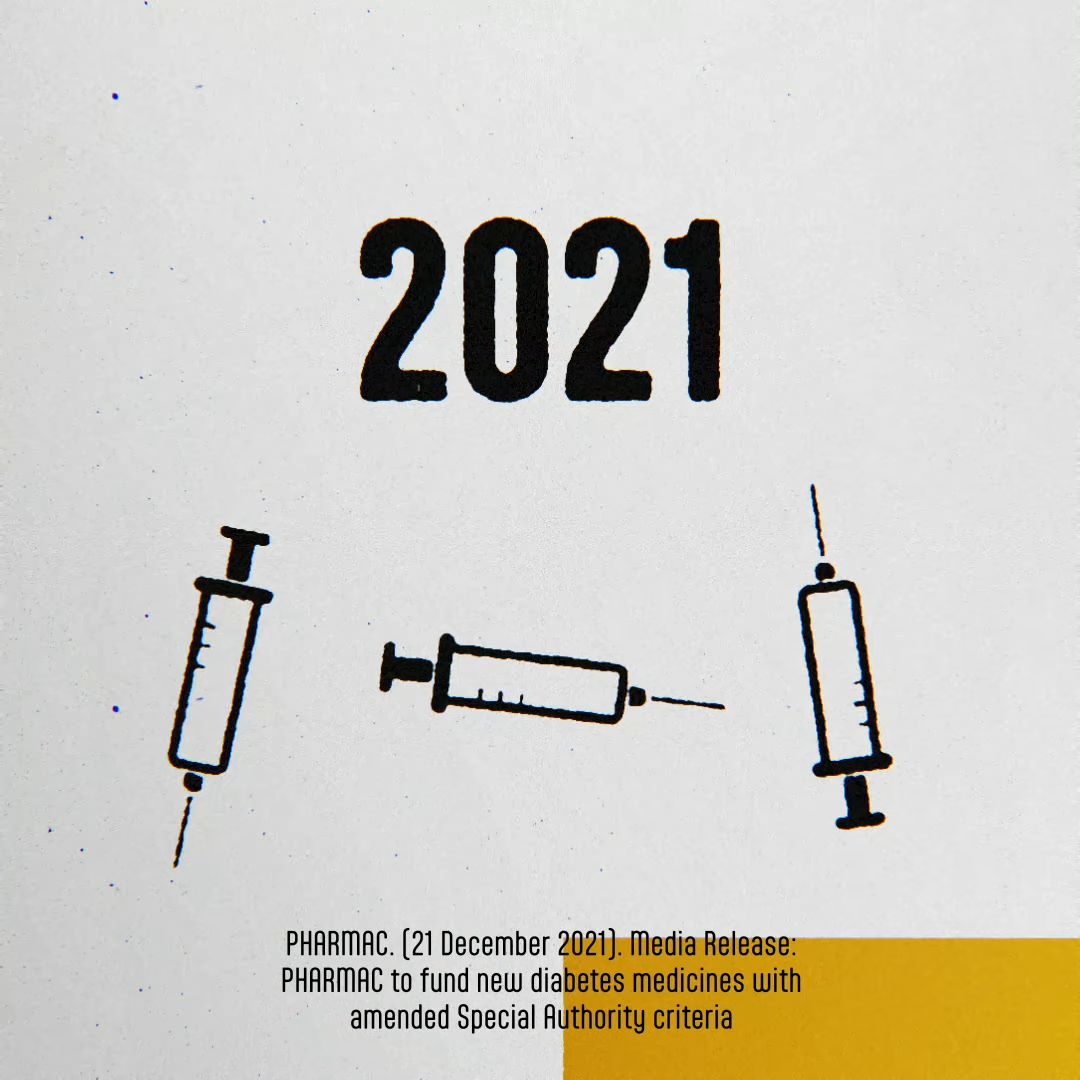 2021
PHARMAC. (21 December 2021). Media Release:
PHARMAC to fund new diabetes medicines with
amended Special Authority criteria